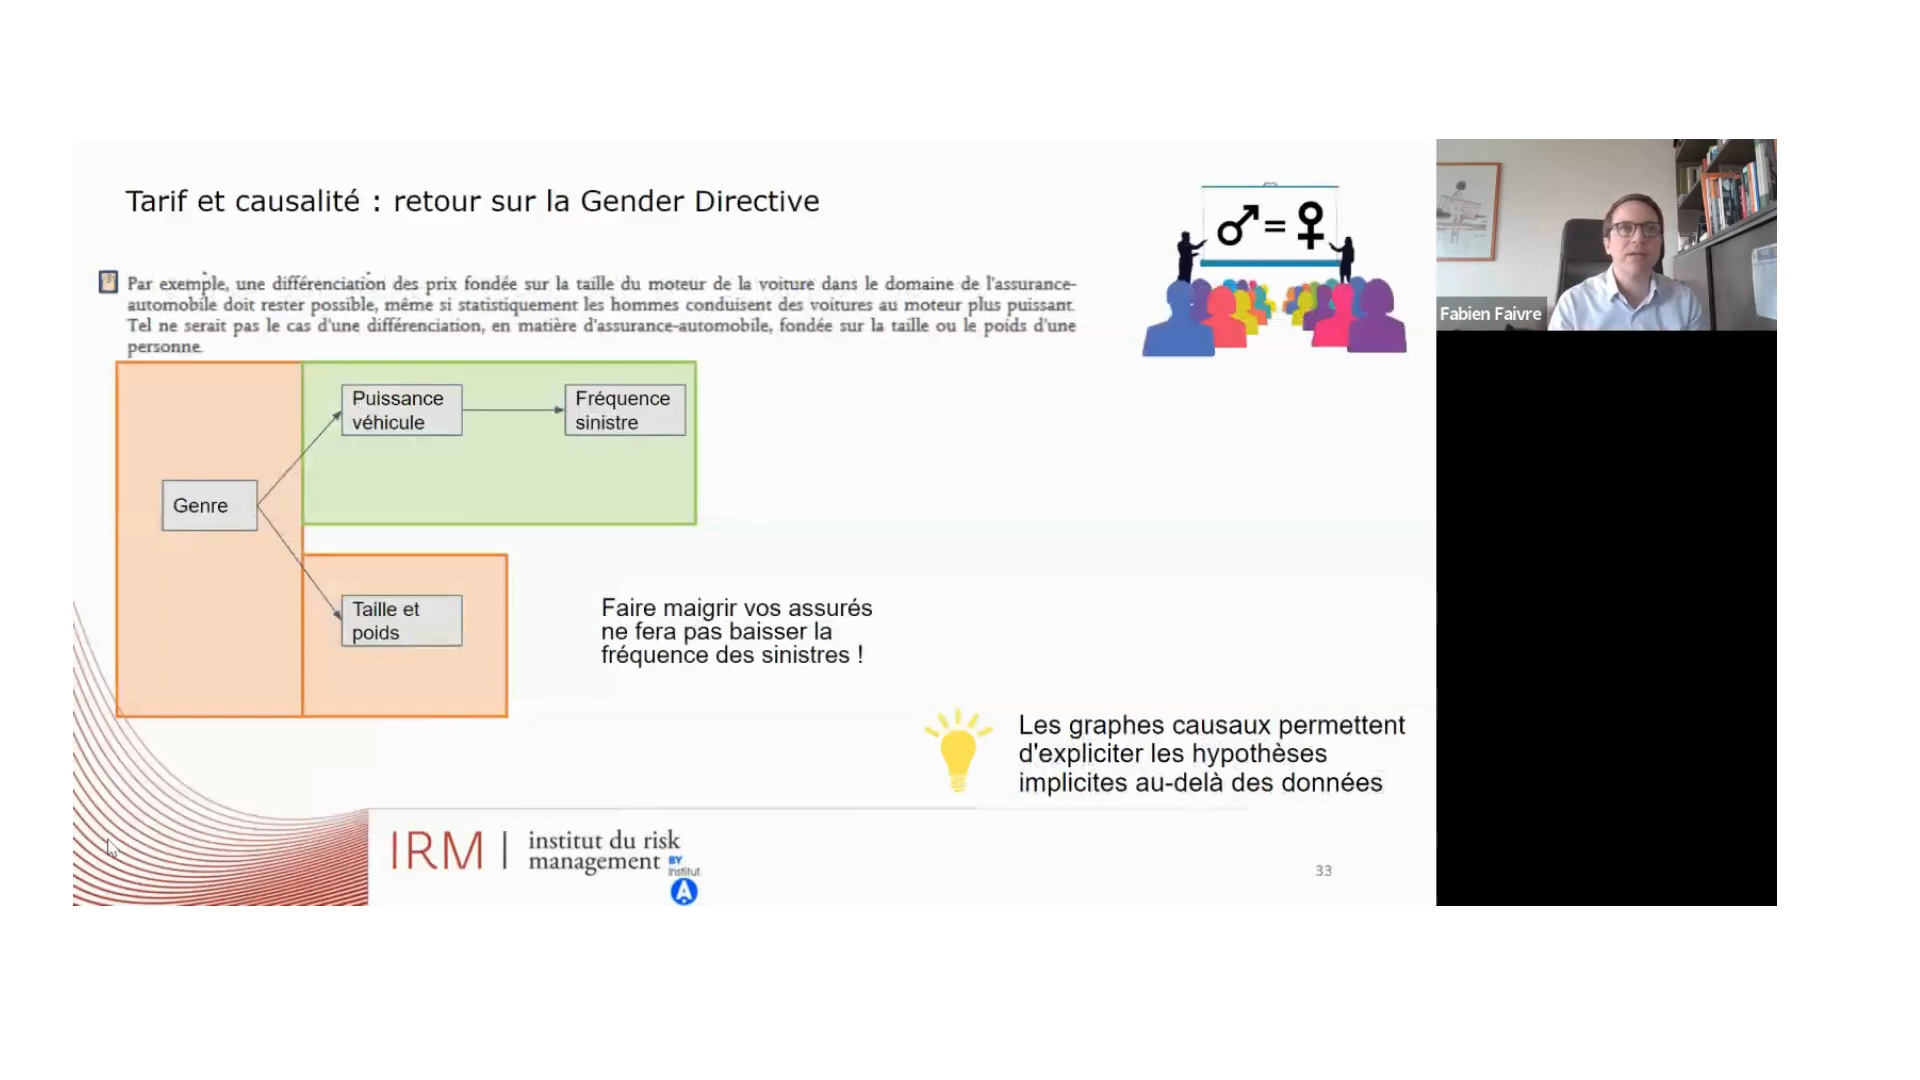 Tarif et causalité : retour sur la Gender Directive
♂=♀
Par exemple, une différenciation des prix fondée sur la taille du moteur de la voiture dans le domaine de l'assurance-
automobile doit rester possible, même si statistiquement les hommes conduisent des voitures au moteur plus puissant.
Tel ne serait pas le cas d'une différenciation, en matière d'assurance-automobile, fondée sur la taille ou le poids d'une
personne.
Fabien Faivre
Puissance
véhicule
Fréquence
sinistre
Genre
Taille et
poids
Faire maigrir vos assurés
ne fera pas baisser la
fréquence des sinistres !
Les graphes causaux permettent
d'expliciter les hypothèses
implicites au-delà des données
IRM | institut du risk
management
BY
Institut.
A
33